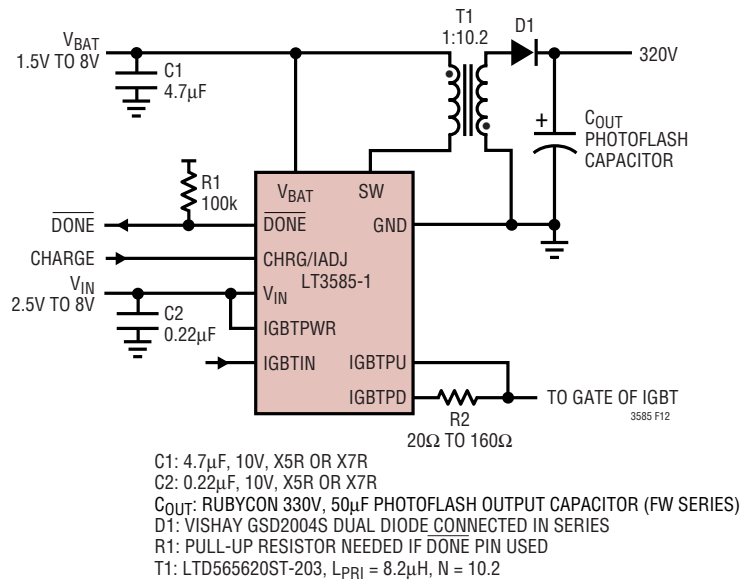 T1
1:10.2
D1
VBAT
1.5V TO 8V
C1
4.7µF
320V
+
COUT
PHOTOFLASH
CAPACITOR
R1
100k
VBAT
SW
DONE
DONE
GND
CHARGE
CHRG/IADJ
LT3585-1
VIN
2.5V TO 8V
VIN
C2
0.22µF
IGBTPWR
IGBTIN
IGBTPU
IGBTPD
TO GATE OF IGBT
3585 F12
R2
20Ω TO 160Ω
C1: 4.7µF, 10V, X5R OR X7R
C2: 0.22µF, 10V, X5R OR X7R
COUT: RUBYCON 330V, 50µF PHOTOFLASH OUTPUT CAPACITOR (FW SERIES)
D1: VISHAY GSD2004S DUAL DIODE CONNECTED IN SERIES
R1: PULL-UP RESISTOR NEEDED IF DONE PIN USED
T1: LTD565620ST-203, LPRI = 8.2µH, N = 10.2